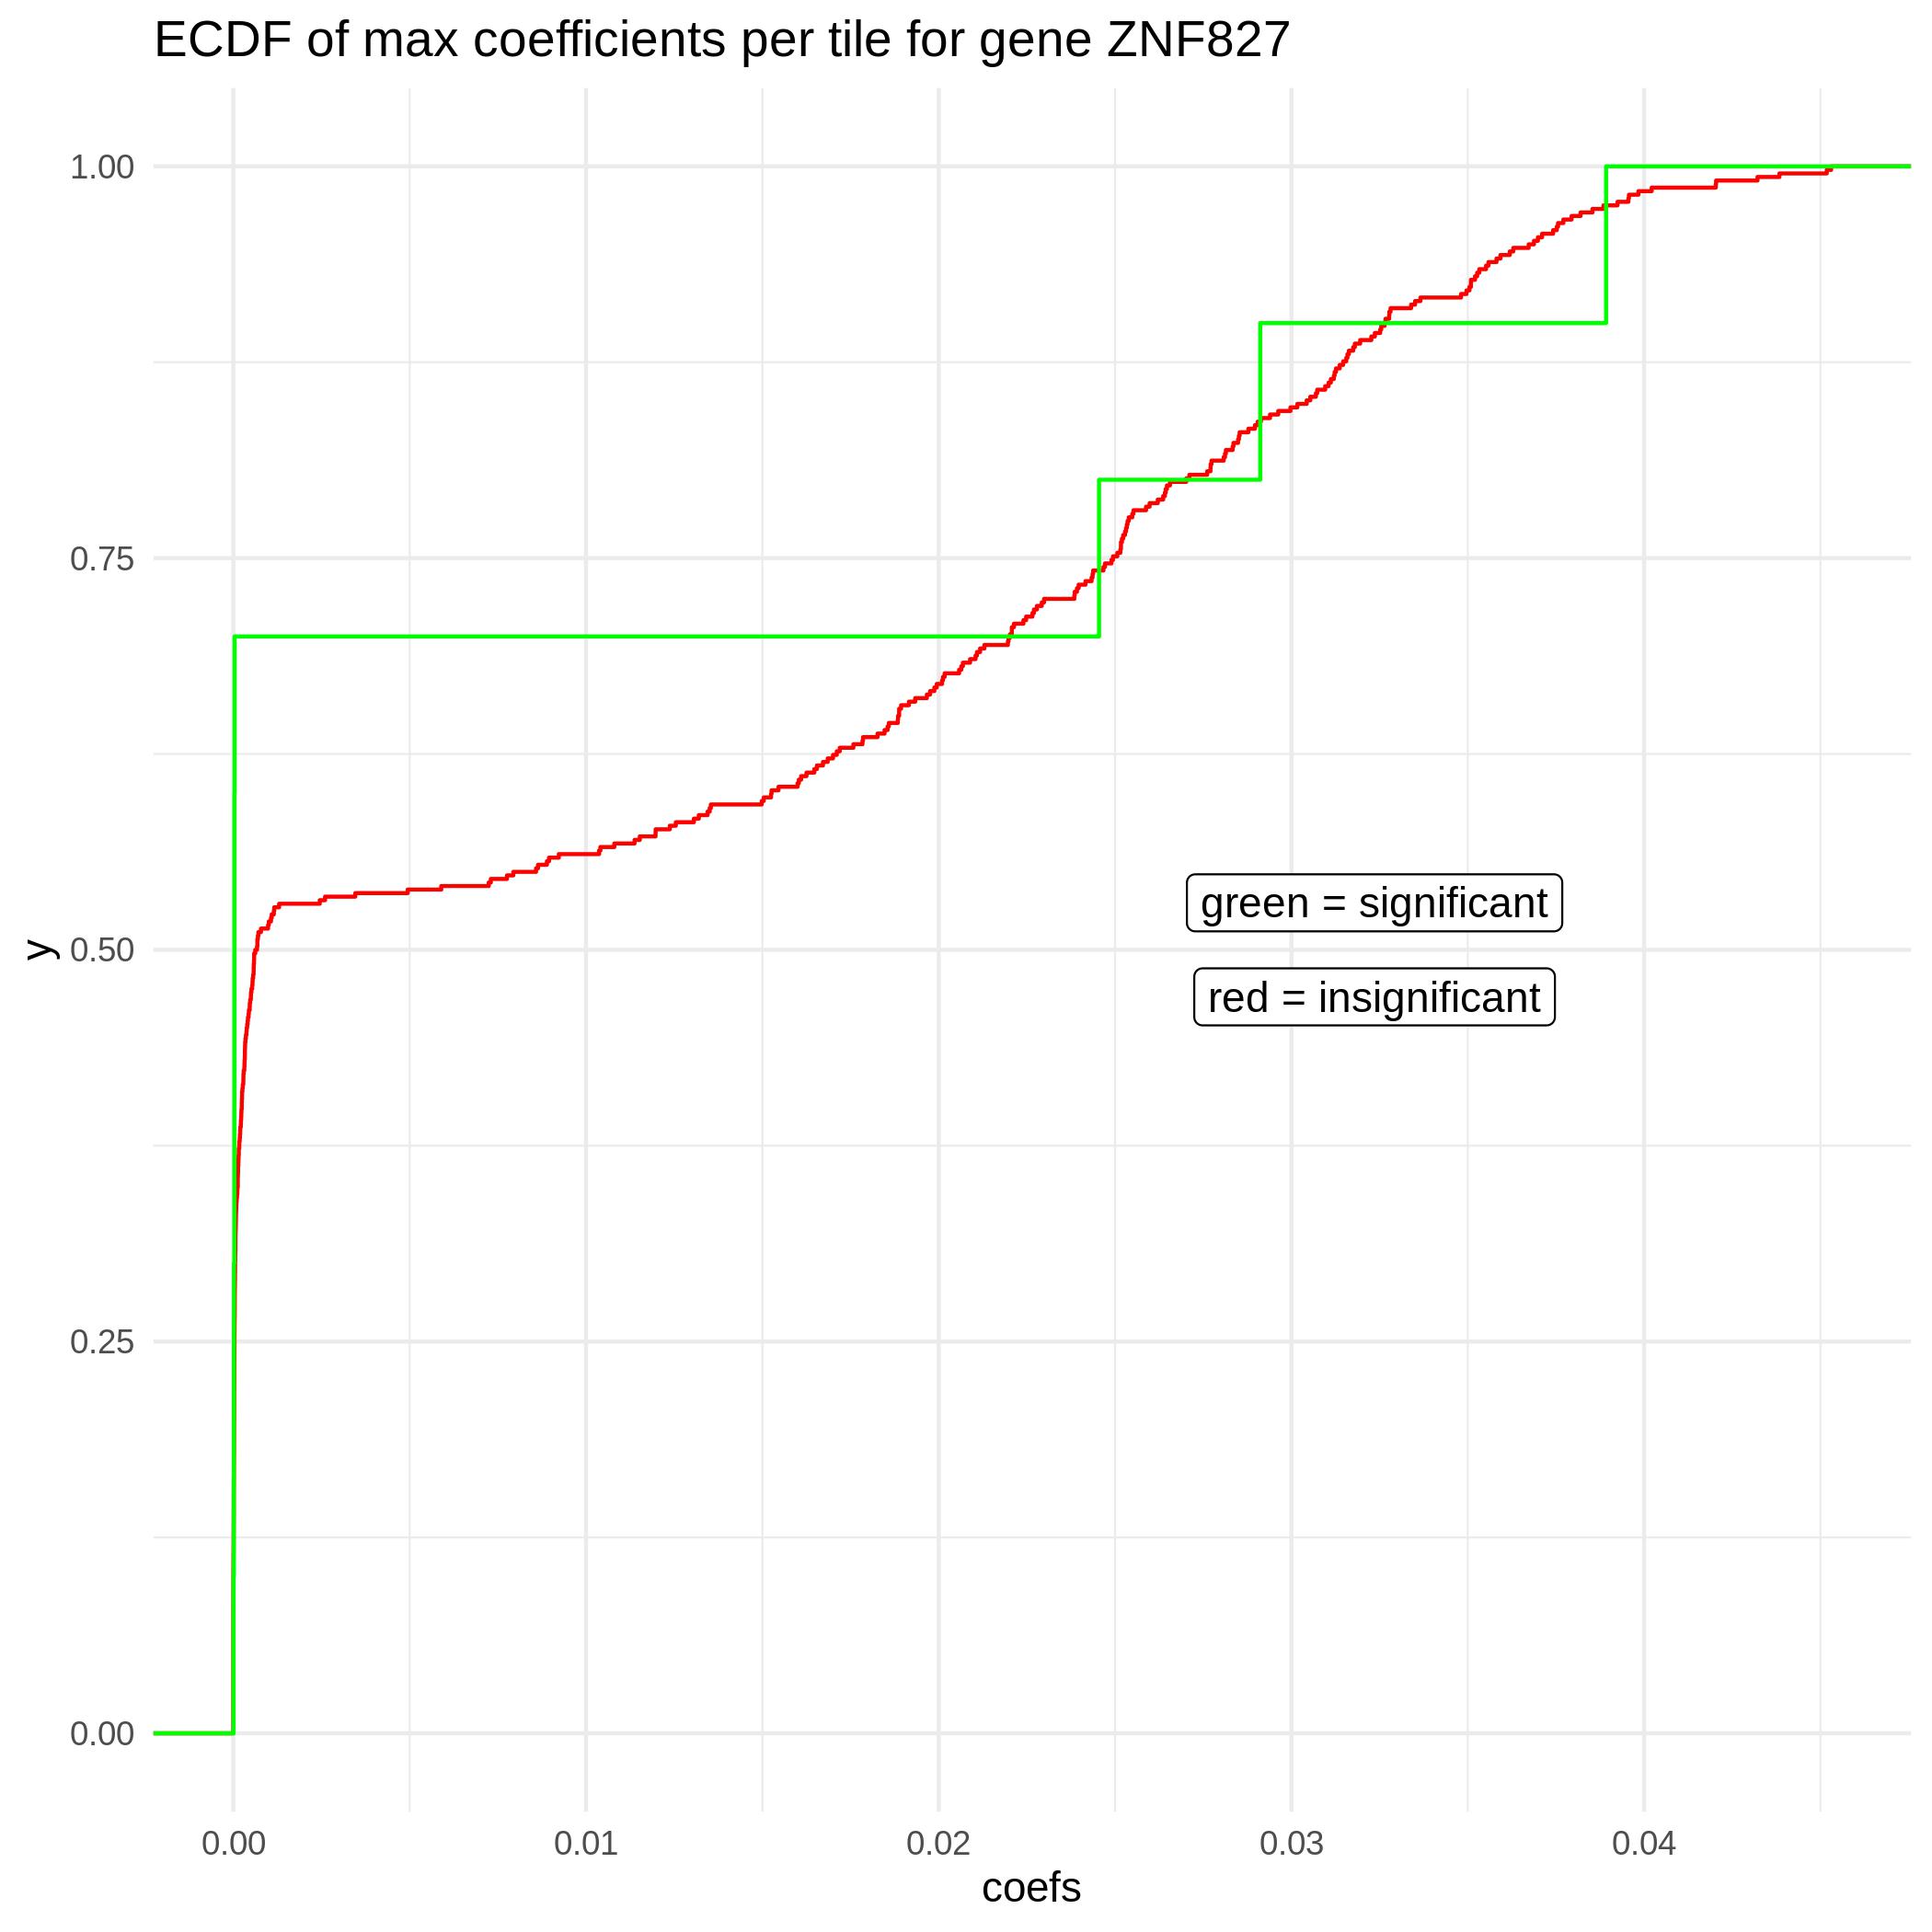 ECDF of max coefficients per tile for gene ZNF827
1.00
0.75
0.50
0.25
0.00
y
green = significant
red = insignificant
0.00 0.01 0.02 0.03 0.04
coefs